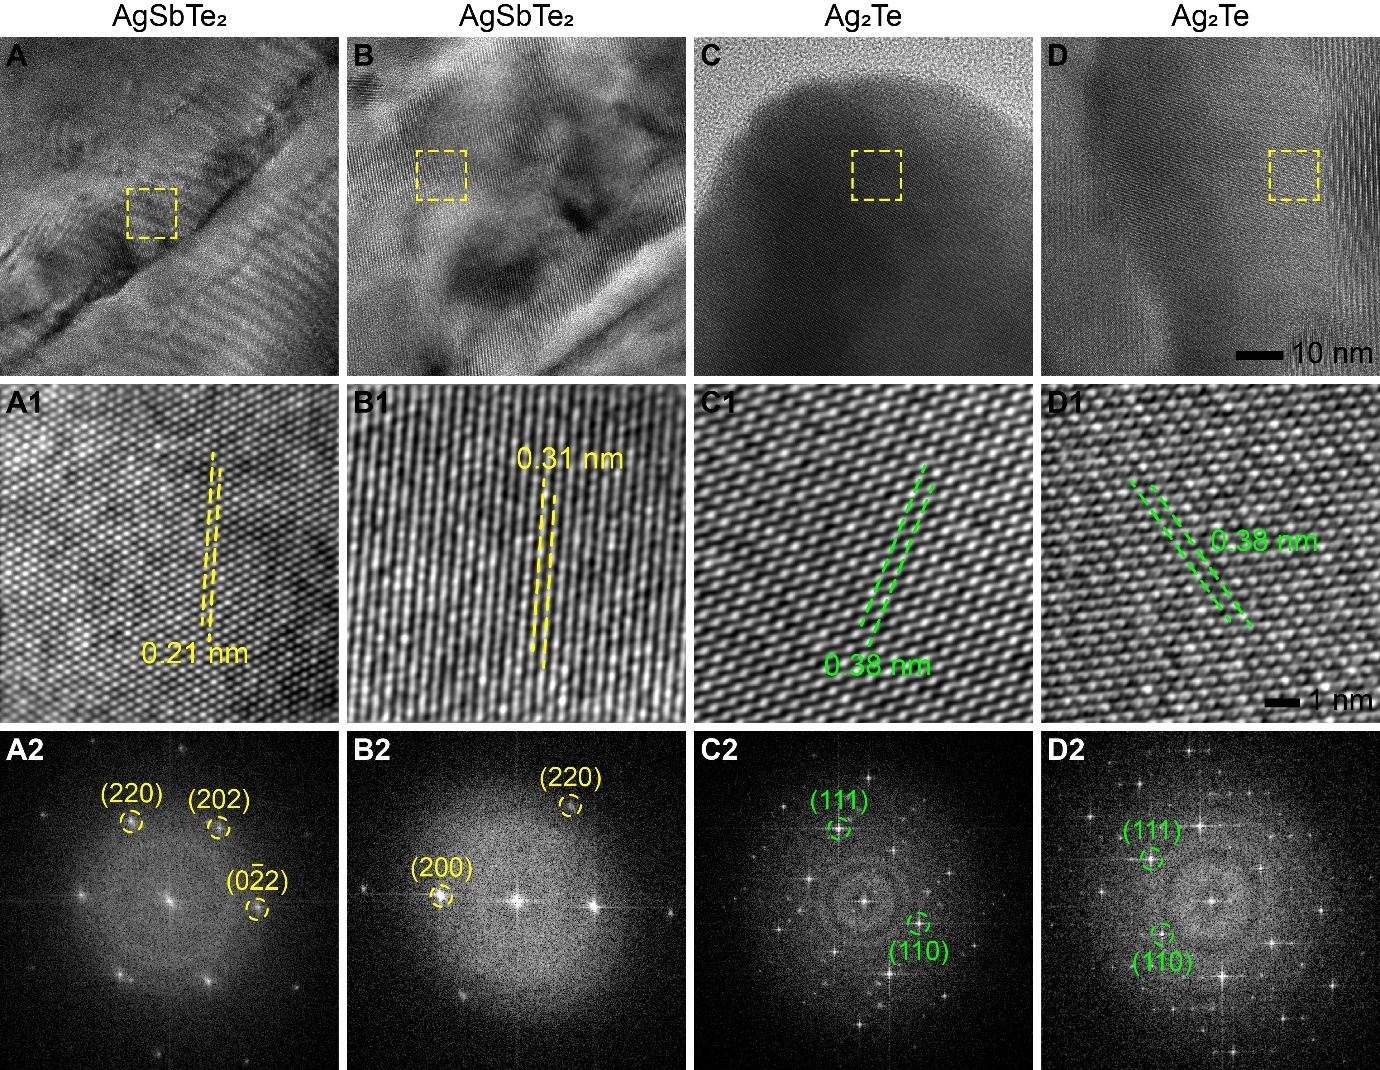 AgSbTe₂
AgSbTe₂
Ag₂Te
Ag₂Te
A
B
C
D
10 nm
A1
B1
C1
D1
0.31 nm
0.38 nm
0.21 nm
0.38 nm
1 nm
A2
B2
C2
D2
(220)
(202)
(02̅2)
(220)
(200)
(111)
(110)
(111)
(110)